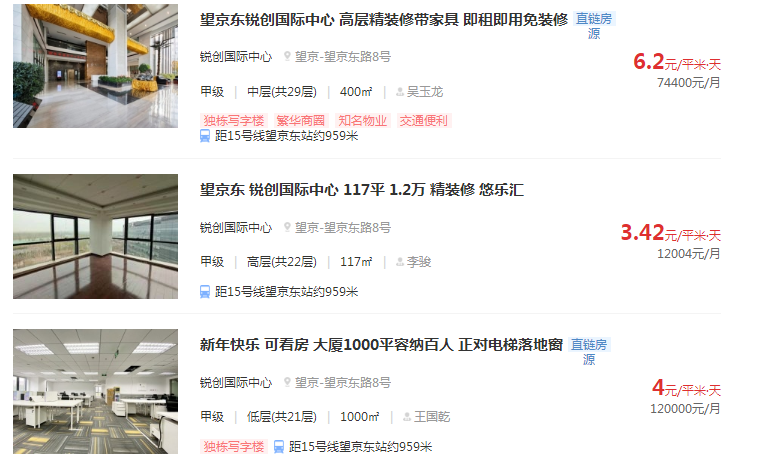 望京东锐创国际中心 高层精装修带家具 即租即用免装修 直链房源
锐创国际中心 望京-望京东路8号
6.2元/平米·天
74400元/月
甲级 | 中层(共29层) | 400㎡ | 吴玉龙
独栋写字楼 繁华商圈 知名物业 交通便利
距15号线望京东站约959米
望京东 锐创国际中心 117平 1.2万 精装修 悠乐汇
锐创国际中心 望京-望京东路8号
3.42元/平米·天
12004元/月
甲级 | 高层(共22层) | 117㎡ | 李骏
距15号线望京东站约959米
新年快乐 可看房 大厦1000平容纳百人 正对电梯落地窗 直链房源
锐创国际中心 望京-望京东路8号
4元/平米·天
120000元/月
甲级 | 低层(共21层) | 1000㎡ | 王国乾
独栋写字楼 距15号线望京东站约959米